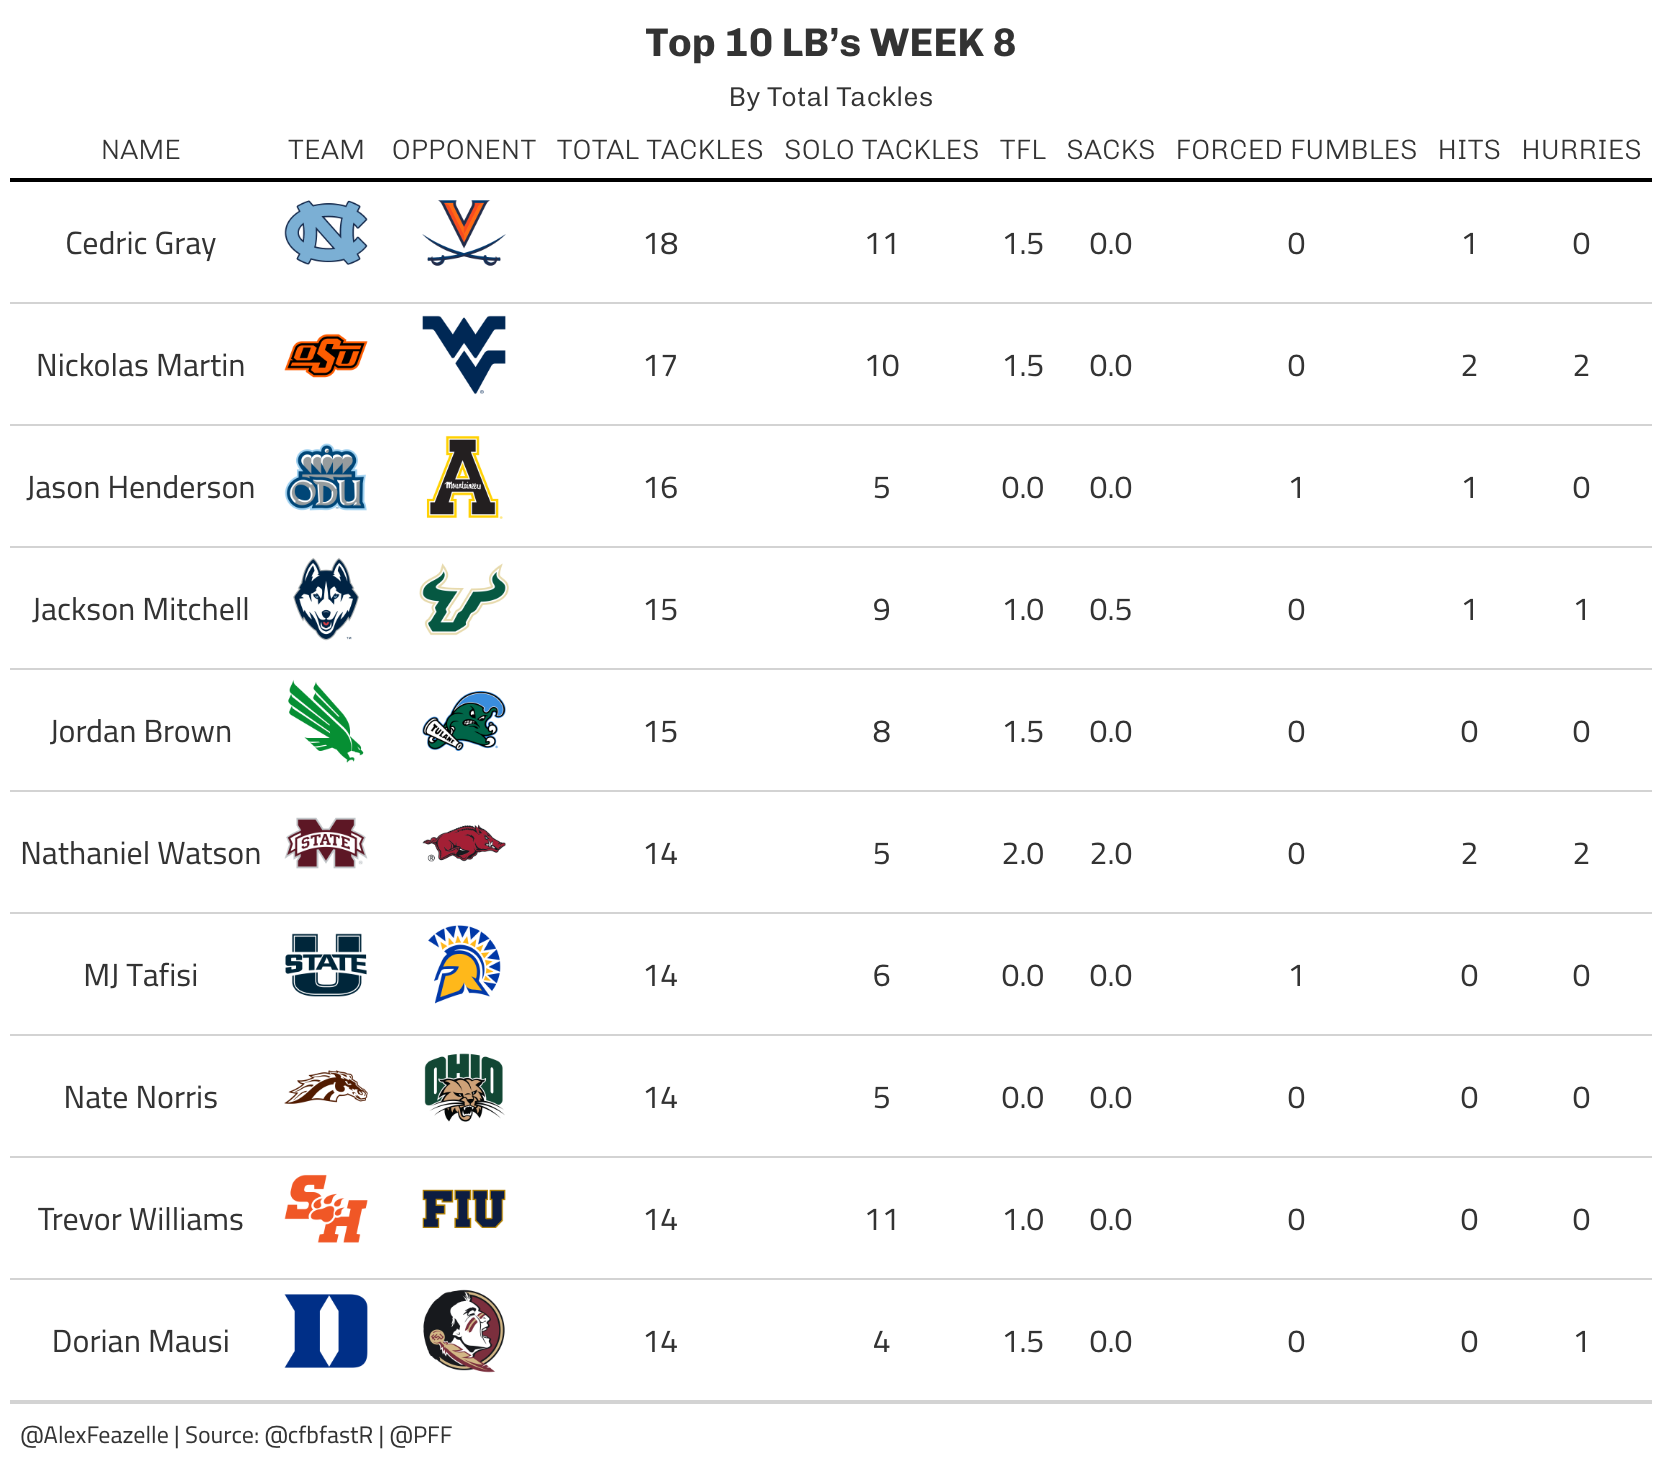 Top 10 LB’s WEEK 8
By Total Tackles
NAME TEAM OPPONENT TOTAL TACKLES SOLO TACKLES TFL SACKS FORCED FUMBLES HITS HURRIES
Cedric Gray NC V 18 11 1.5 0.0 0 1 0
Nickolas Martin OSU WV 17 10 1.5 0.0 0 2 2
Jason Henderson ODU A Mountaineers 16 5 0.0 0.0 1 1 0
Jackson Mitchell U 15 9 1.0 0.5 0 1 1
Jordan Brown TULANE 15 8 1.5 0.0 0 0 0
Nathaniel Watson M STATE ® 14 5 2.0 2.0 0 2 2
MJ Tafisi U STATE 14 6 0.0 0.0 1 0 0
Nate Norris OHIO 14 5 0.0 0.0 0 0 0
Trevor Williams SH FIU 14 11 1.0 0.0 0 0 0
Dorian Mausi D 14 4 1.5 0.0 0 0 1
@AlexFeazelle | Source: @cfbfastR | @PFF